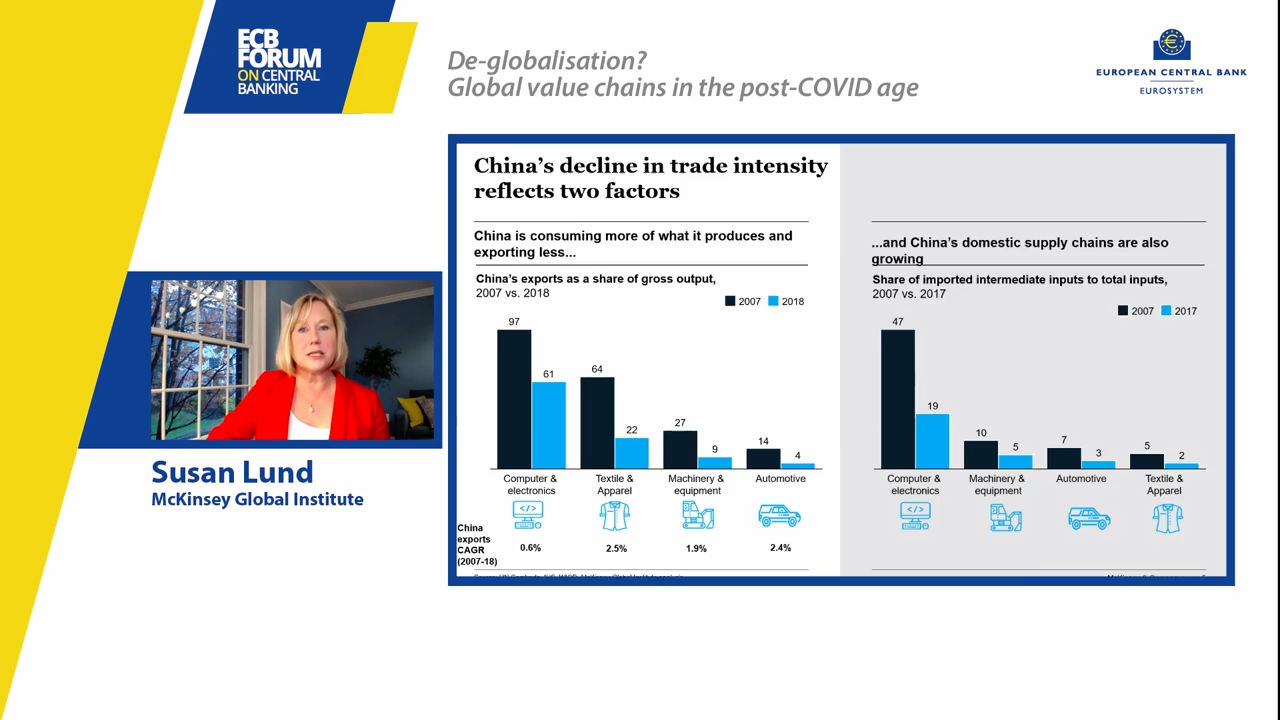 ECB
FORUM
ON CENTRAL
BANKING
De-globalisation?
Global value chains in the post-COVID age
EUROPEAN CENTRAL BANK
EUROSYSTEM
Susan Lund
McKinsey Global Institute
China's decline in trade intensity
reflects two factors
China is consuming more of what it produces and
exporting less...
China's exports as a share of gross output,
2007 vs. 2018
2007 2018
97
61
64
22
27
9
14
4
Computer &
electronics
Textile &
Apparel
Machinery &
equipment
Automotive
China
exports
CAGR
(2007-18)
0.6%
2.5%
1.9%
2.4%
...and China's domestic supply chains are also
growing
Share of imported intermediate inputs to total inputs,
2007 vs. 2017
2007 2017
47
19
10
5
7
3
5
2
Computer &
electronics
Machinery &
equipment
Automotive
Textile &
Apparel